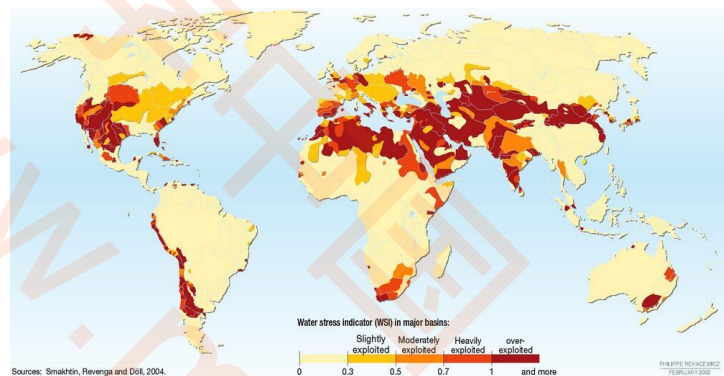 Water stress indicator (WSI) in major basins:
Slightly exploited
Moderately exploited
Heavily exploited
over-exploited
0 0.3 0.5 0.7 1 and more
Sources: Smakhtin, Revenga and Döll, 2004.
PHILIPPE REKACEWICZ
FEBRUARY 2002